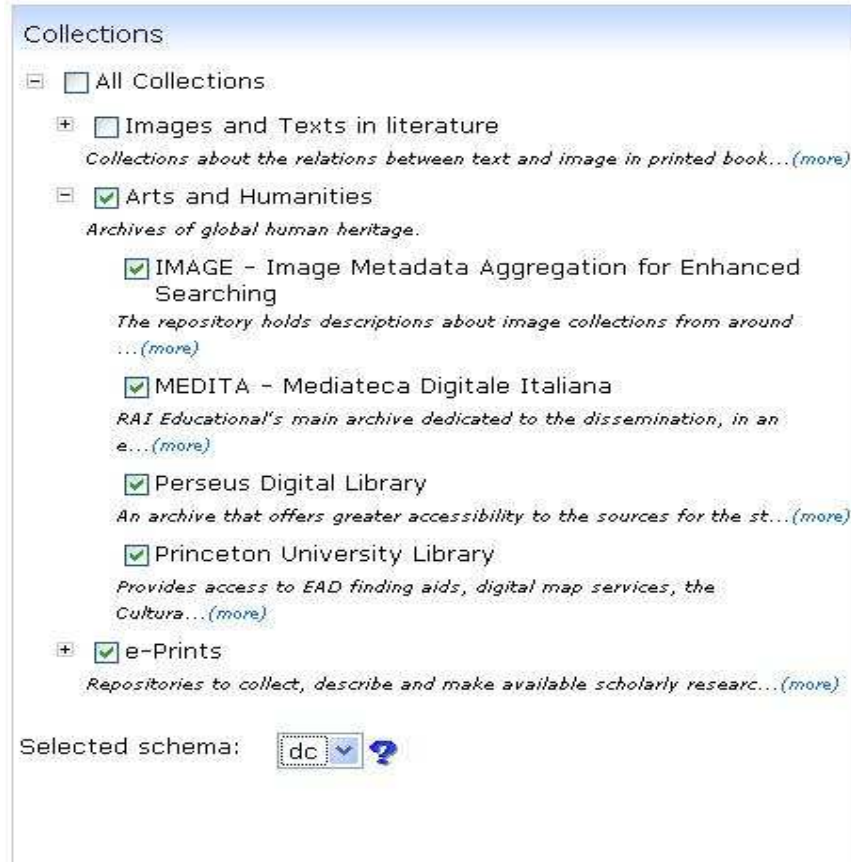 Collections
All Collections
Images and Texts in literature
Collections about the relations between text and image in printed book...(more)
Arts and Humanities
Archives of global human heritage.
IMAGE - Image Metadata Aggregation for Enhanced
Searching
The repository holds descriptions about image collections from around
...(more)
MEDITA - Mediateca Digitale Italiana
RAI Educational's main archive dedicated to the dissemination, in an
e...(more)
Perseus Digital Library
An archive that offers greater accessibility to the sources for the st...(more)
Princeton University Library
Provides access to EAD finding aids, digital map services, the
Cultura...(more)
e-Prints
Repositories to collect, describe and make available scholarly researc...(more)
Selected schema: dc ?